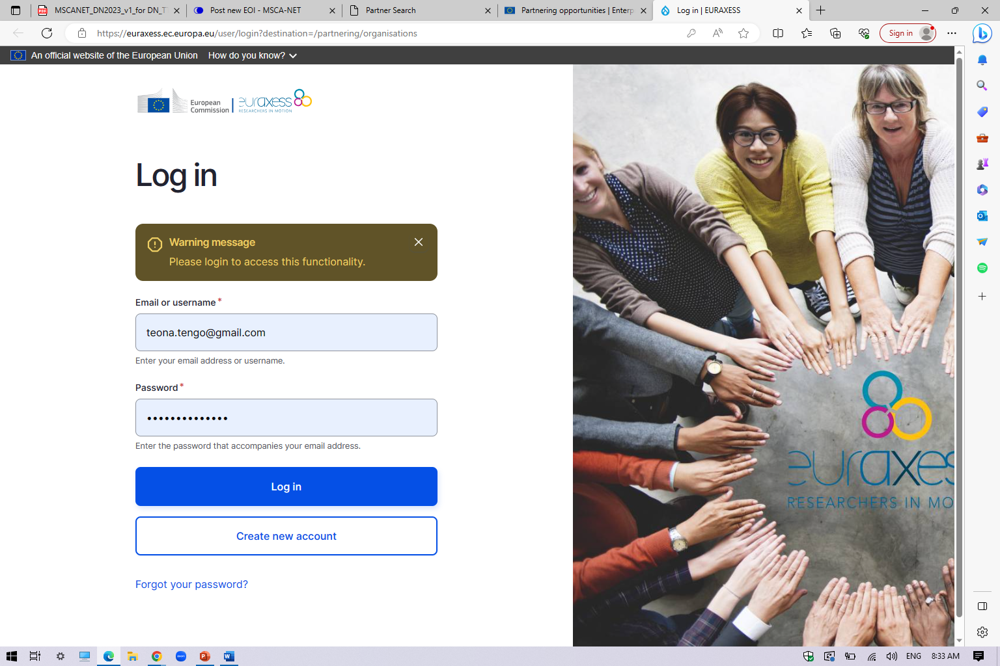 MSCANET_DN2023_v1_for DN_T
Post new EOI - MSCA-NET
Partner Search
Partnering opportunities | Enterp
Log in | EURAXESS
https://euraxess.ec.europa.eu/user/login?destination=/partnering/organisations
Sign in
An official website of the European Union How do you know?
European
Commission
euraxess
RESEARCHERS IN MOTION
Log in
Warning message
Please login to access this functionality.
Email or username *
teona.tengo@gmail.com
Enter your email address or username.
Password *
Enter the password that accompanies your email address.
Log in
Create new account
Forgot your password?
euraxess
RESEARCHERS IN MO
ENG
8:33 AM